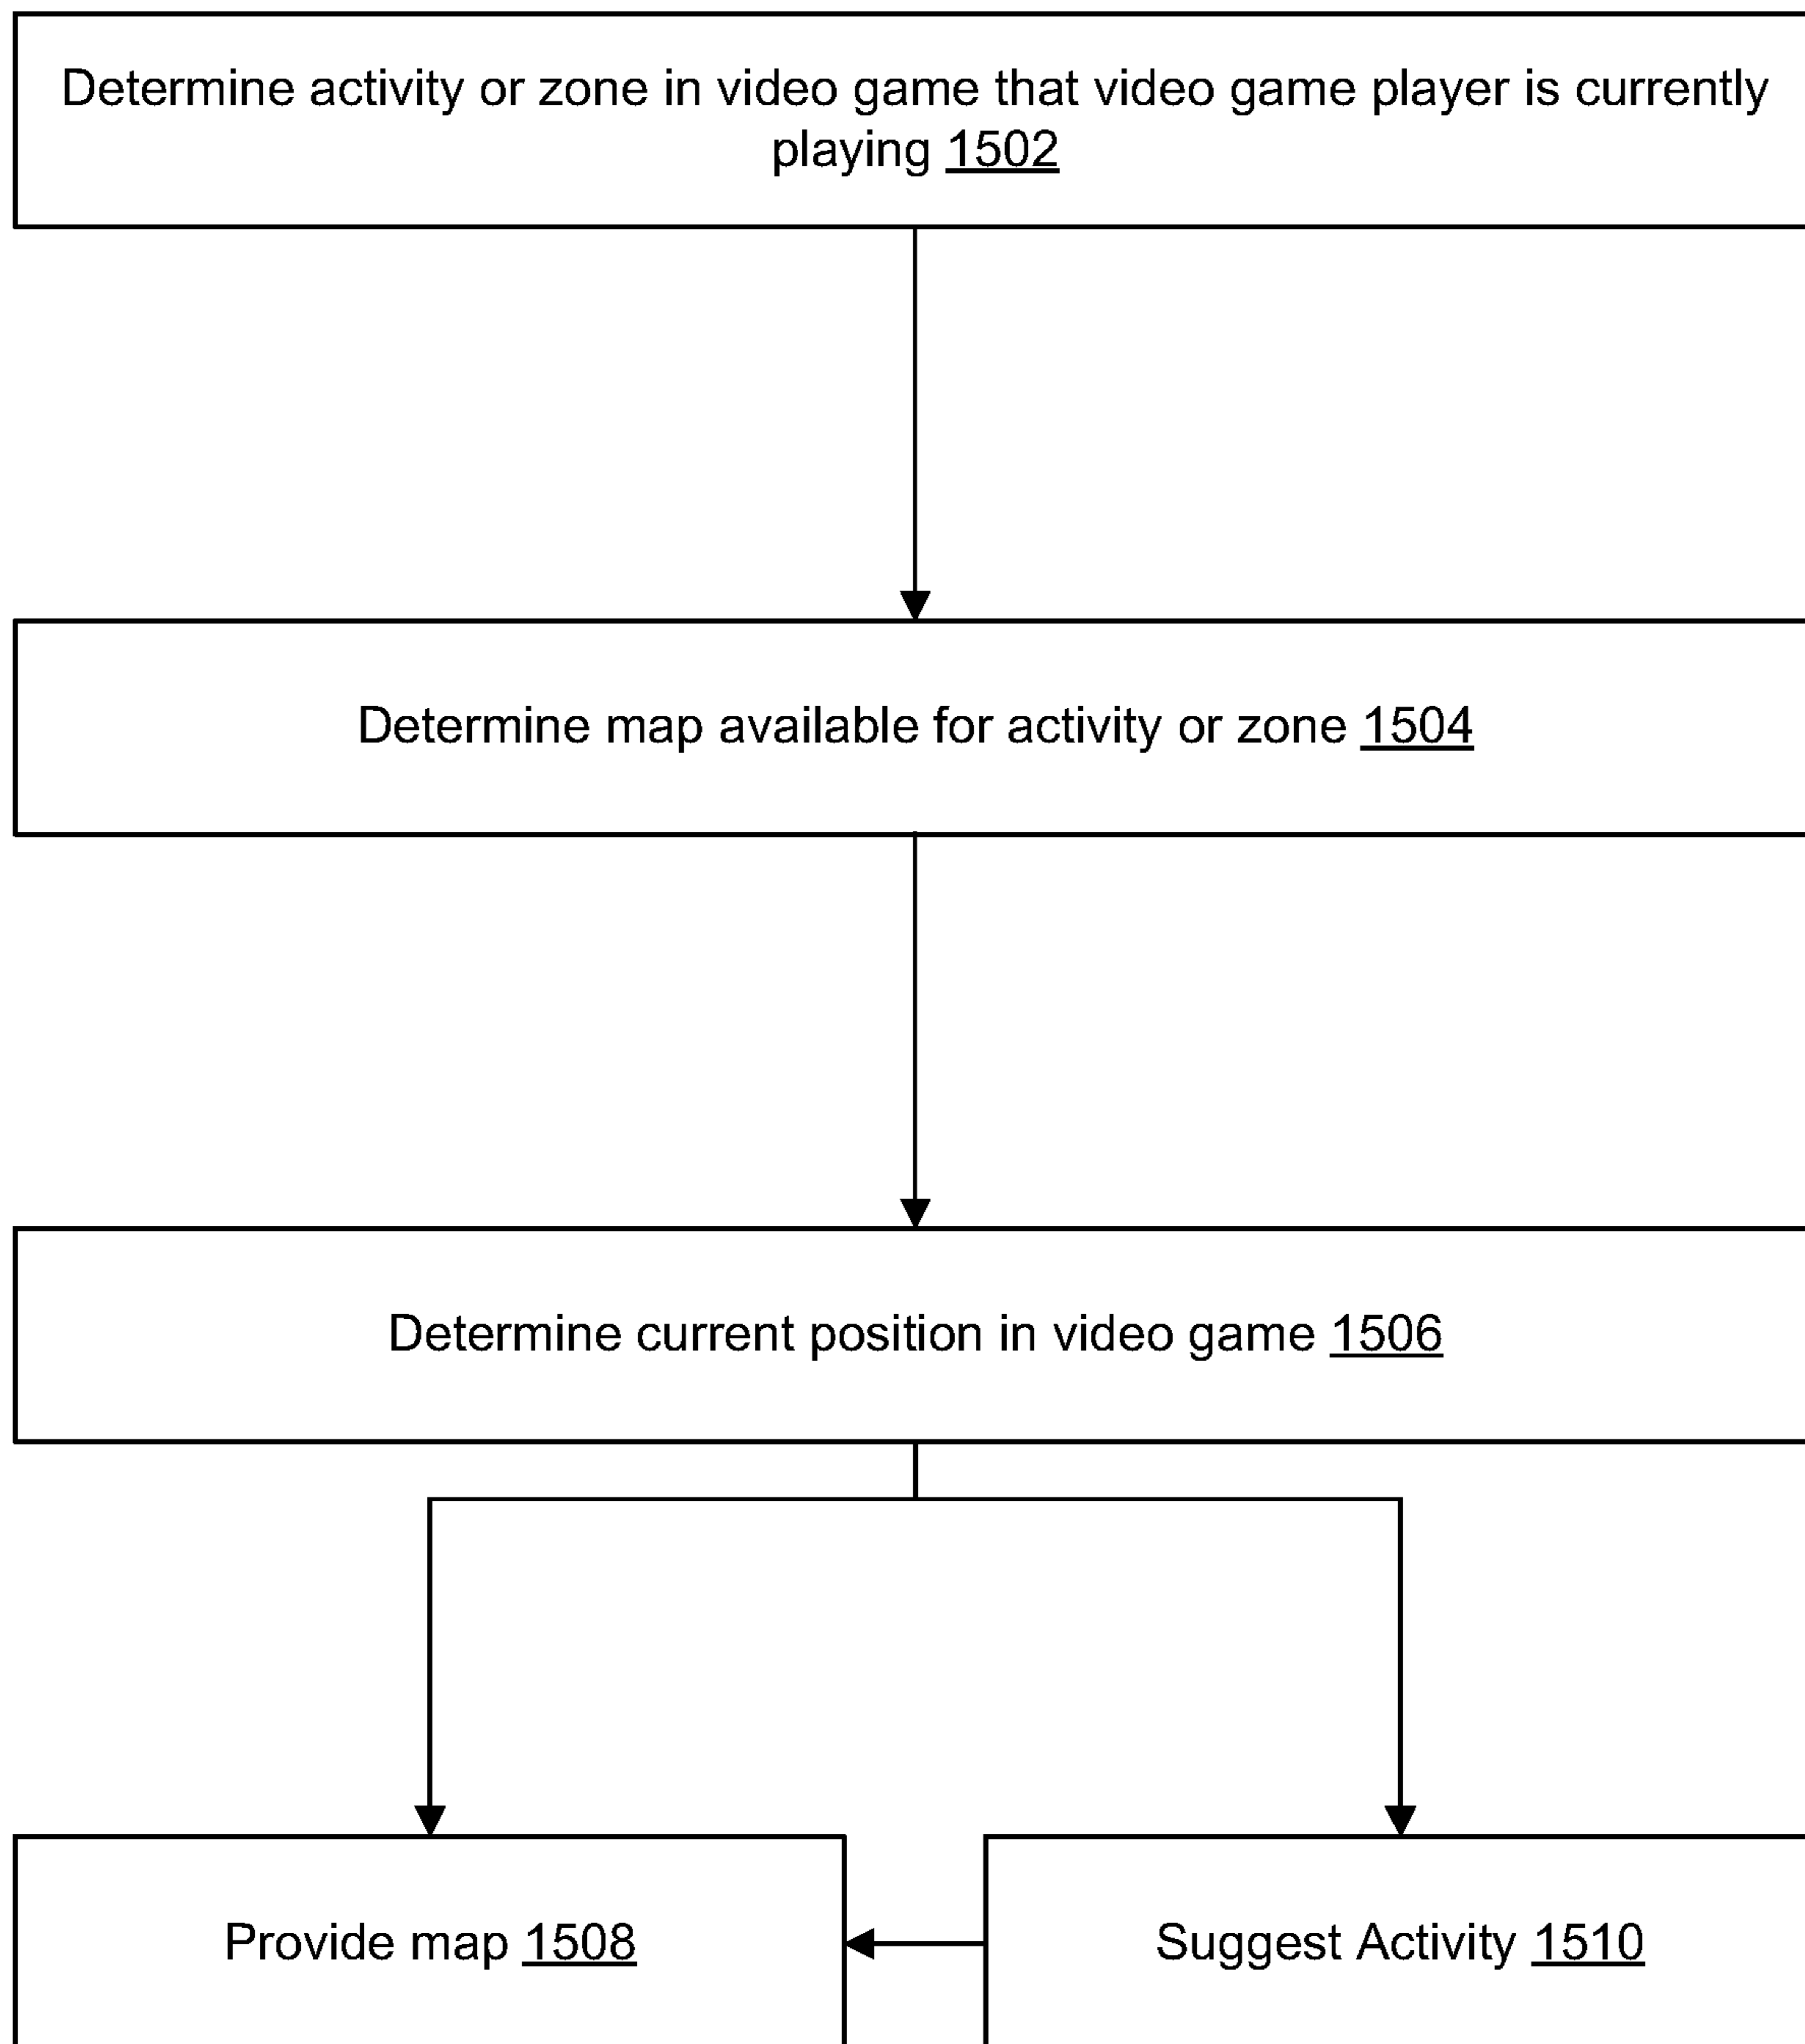 Determine activity or zone in video game that video game player is currently
playing 1502
Determine map available for activity or zone 1504
Determine current position in video game 1506
Provide map 1508
Suggest Activity 1510